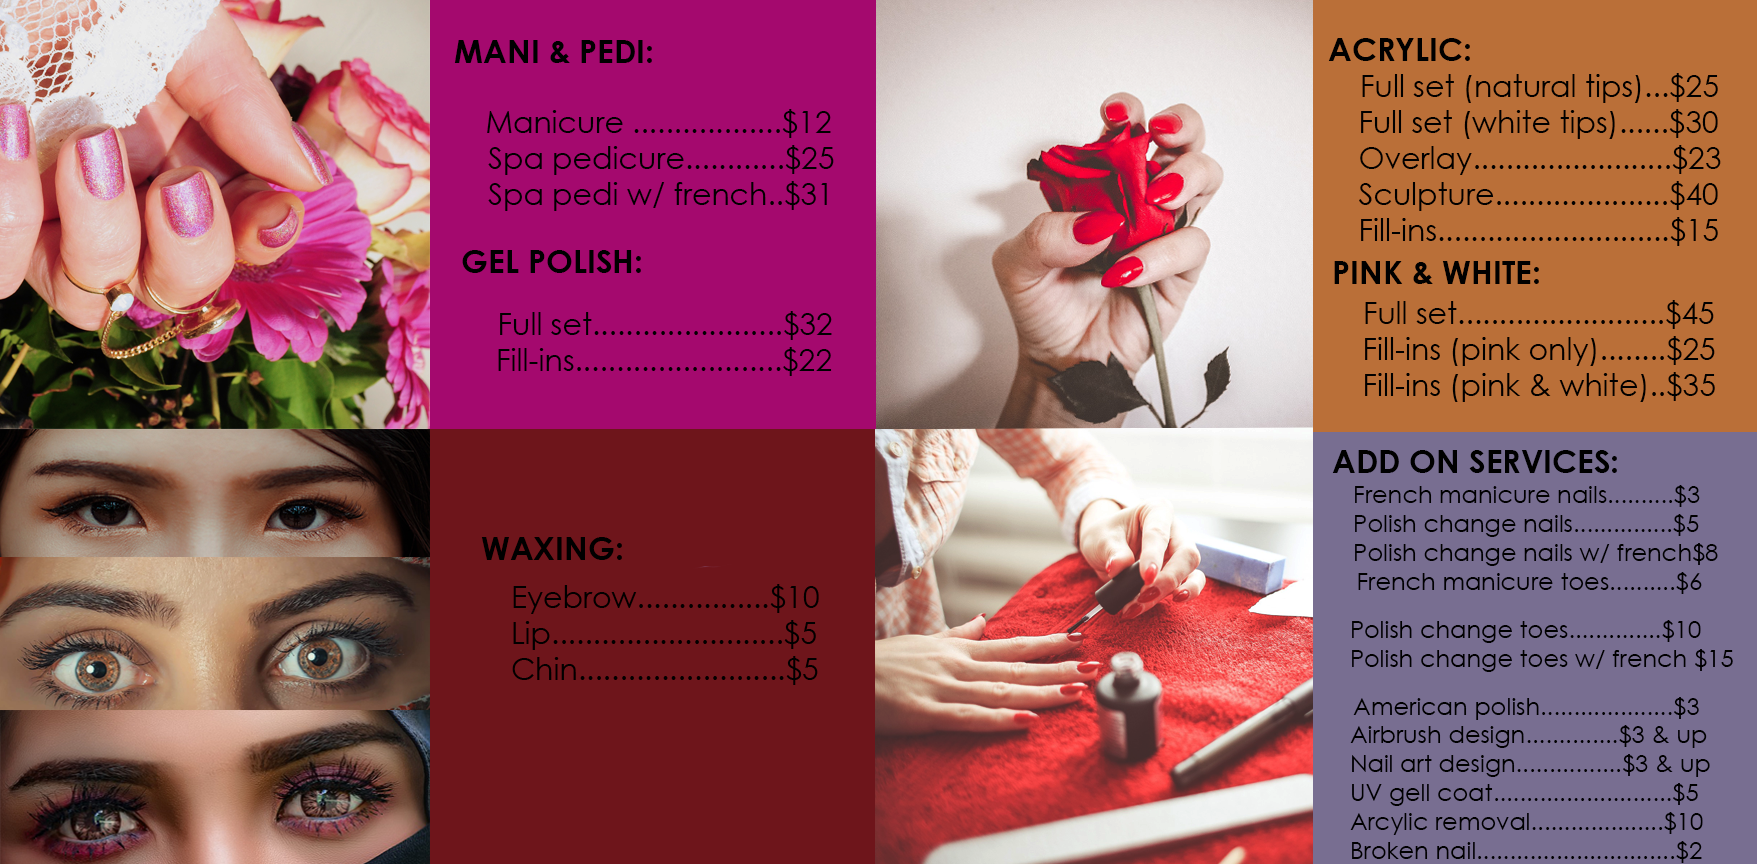 MANI & PEDI:
Manicure ..................$12
Spa pedicure............$25
Spa pedi w/ french..$31
GEL POLISH:
Full set.......................$32
Fill-ins.........................$22
ACRYLIC:
Full set (natural tips)...$25
Full set (white tips)......$30
Overlay........................$23
Sculpture.....................$40
Fill-ins............................$15
PINK & WHITE:
Full set.........................$45
Fill-ins (pink only)........$25
Fill-ins (pink & white)..$35
WAXING:
Eyebrow................$10
Lip............................$5
Chin.........................$5
ADD ON SERVICES:
French manicure nails..........$3
Polish change nails...............$5
Polish change nails w/ french$8
French manicure toes..........$6
Polish change toes..............$10
Polish change toes w/ french $15
American polish....................$3
Airbrush design..............$3 & up
Nail art design................$3 & up
UV gell coat...........................$5
Arcylic removal....................$10
Broken nail..............................$2